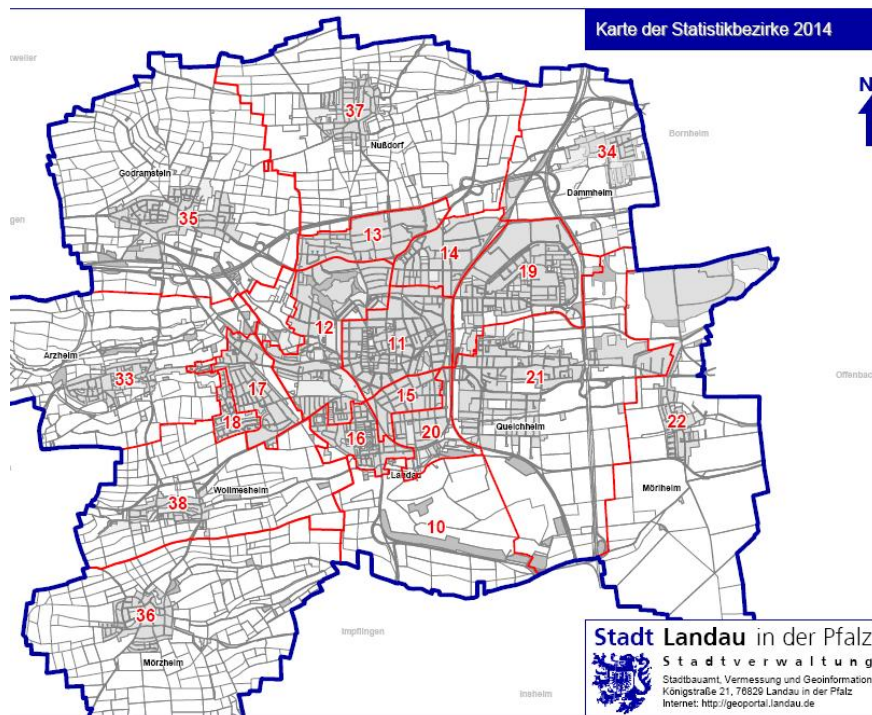 Karte der Statistikbezirke 2014
N
37
Nußdorf
Bornheim
34
Dammheim
Godramstein
35
13
14
19
12
11
Arzheim
33
17
18
15
21
Offenbach
16
20
Queichheim
22
Landau
Wollmesheim
38
Mörlheim
10
36
Mörzheim
Impflingen
Insheim
Stadt Landau in der Pfalz
Stadtverwaltung
Stadtbauamt, Vermessung und Geoinformation
Königstraße 21, 76829 Landau in der Pfalz
Internet: http://geoportal.landau.de